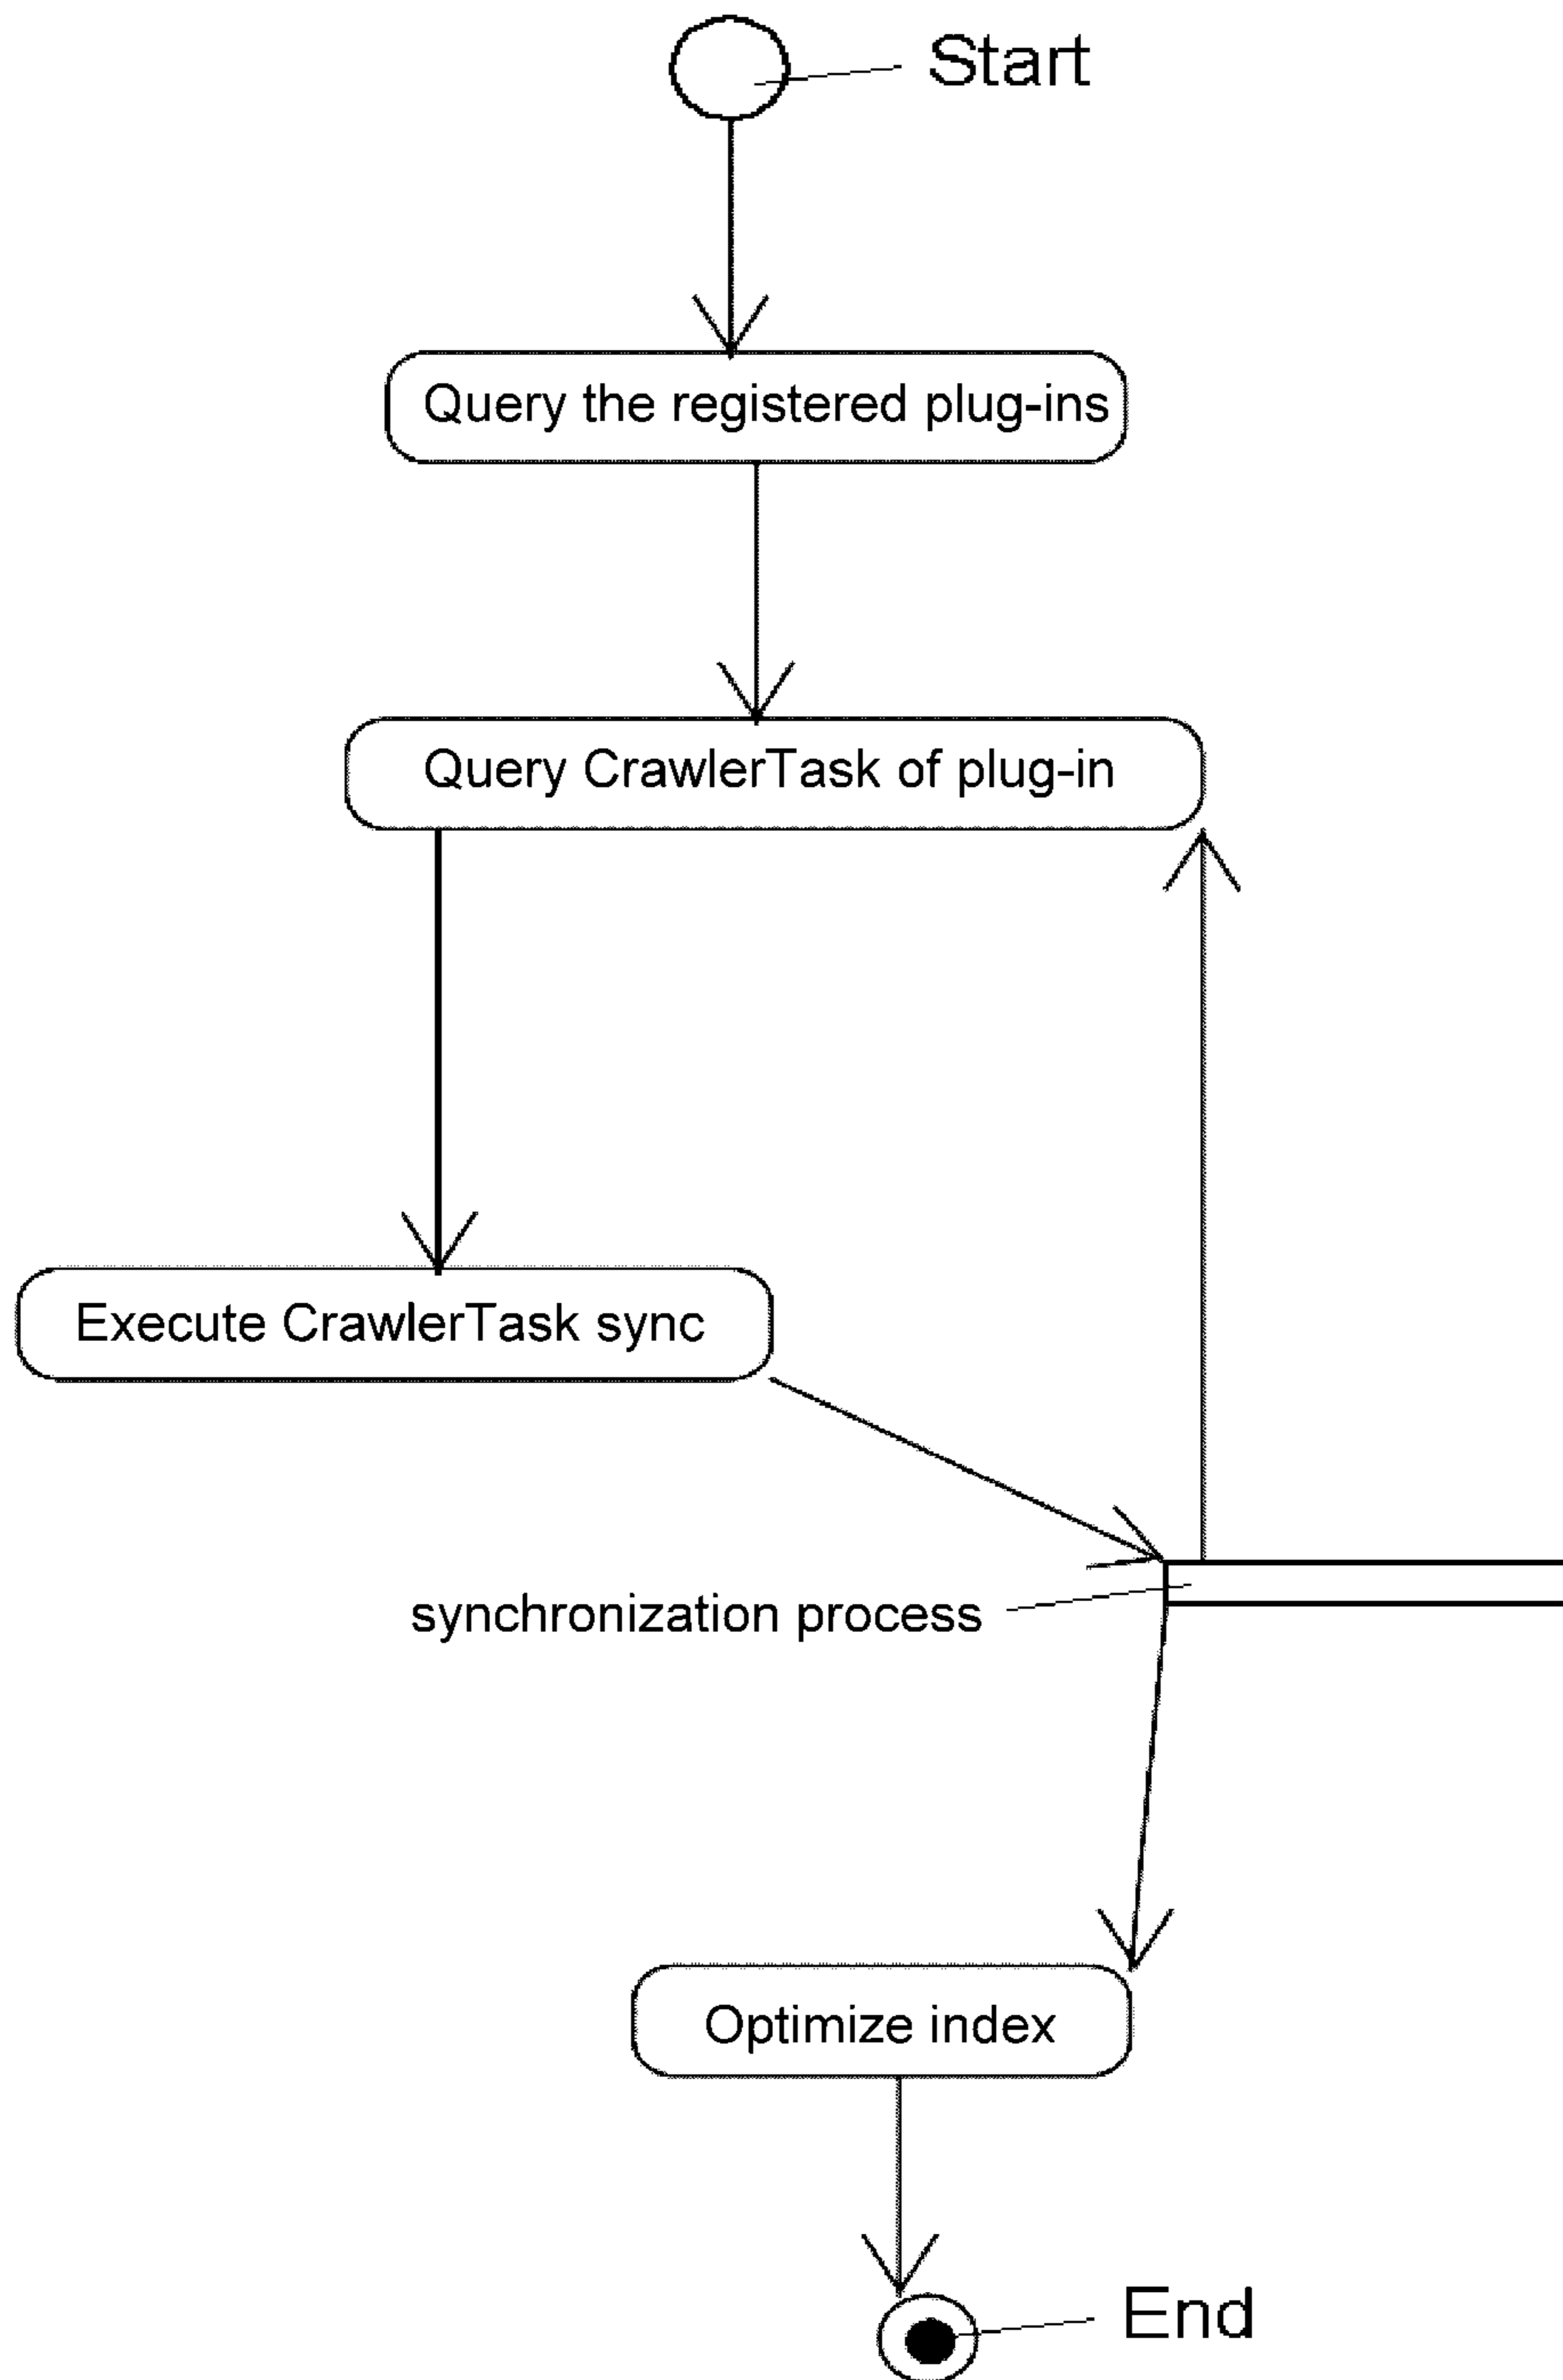 Start
Query the registered plug-ins
Query CrawlerTask of plug-in
Execute CrawlerTask sync
synchronization process
Optimize index
End